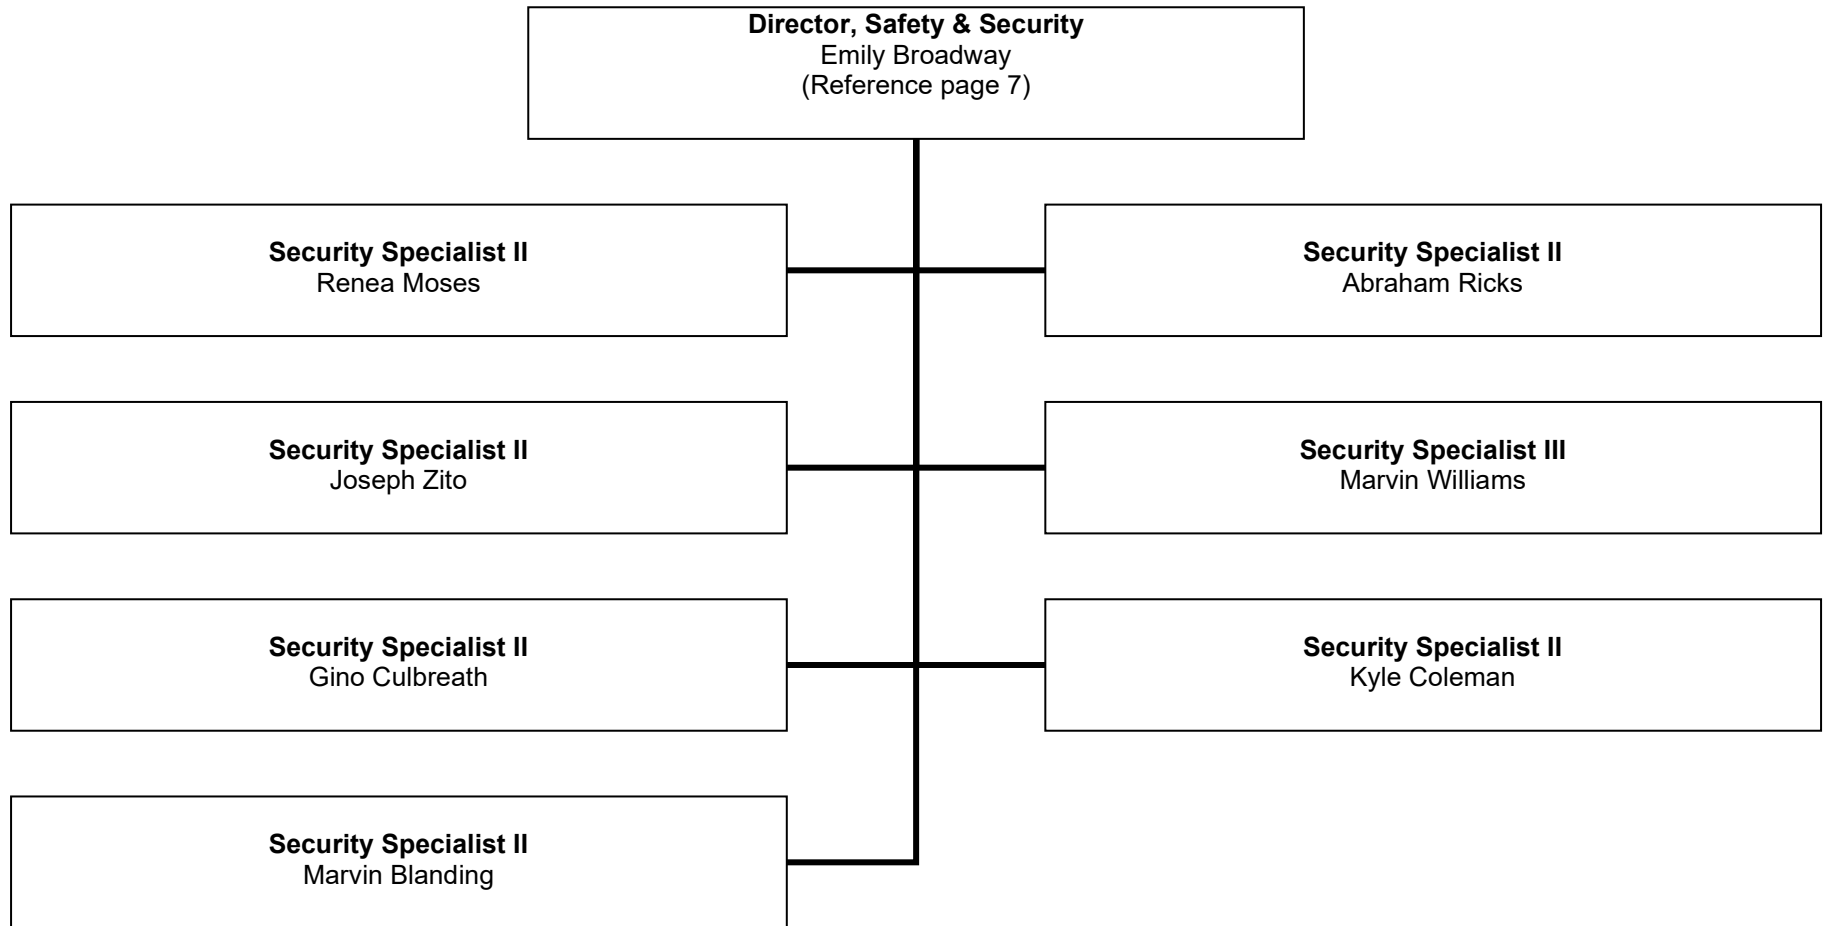 Director, Safety & Security
Emily Broadway
(Reference page 7)
Security Specialist II
Renea Moses
Security Specialist II
Abraham Ricks
Security Specialist II
Joseph Zito
Security Specialist III
Marvin Williams
Security Specialist II
Gino Culbreath
Security Specialist II
Kyle Coleman
Security Specialist II
Marvin Blanding